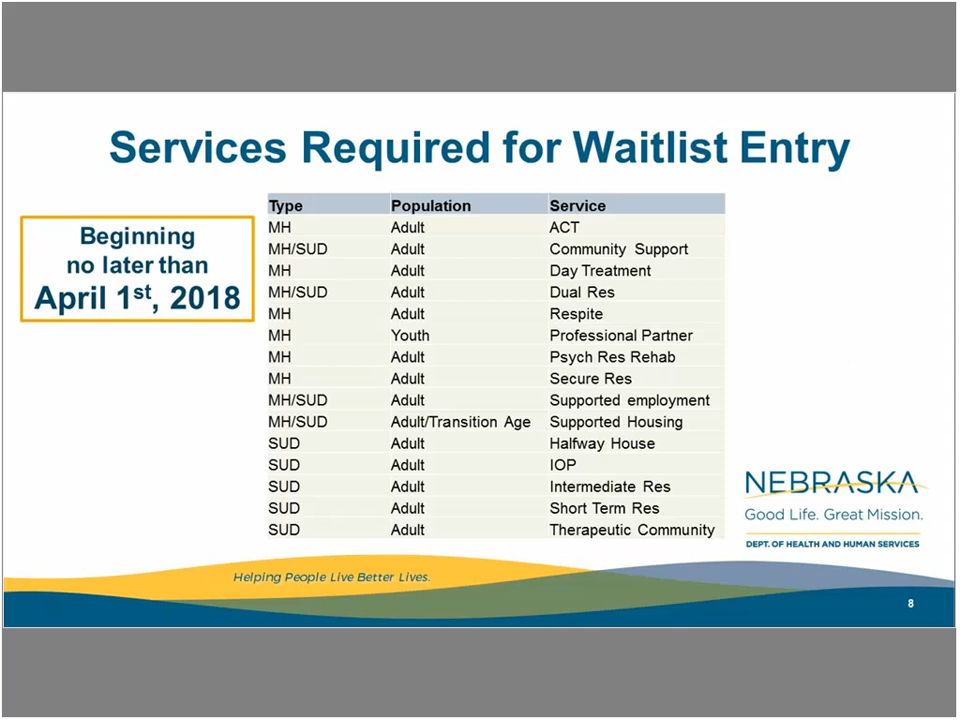 Services Required for Waitlist Entry
Beginning
no later than
April 1st, 2018
Type Population Service
MH Adult ACT
MH/SUD Adult Community Support
MH Adult Day Treatment
MH/SUD Adult Dual Res
MH Adult Respite
MH Youth Professional Partner
MH Adult Psych Res Rehab
MH Adult Secure Res
MH/SUD Adult Supported employment
MH/SUD Adult/Transition Age Supported Housing
SUD Adult Halfway House
SUD Adult IOP
SUD Adult Intermediate Res
SUD Adult Short Term Res
SUD Adult Therapeutic Community
NEBRASKA
Good Life. Great Mission.
DEPT. OF HEALTH AND HUMAN SERVICES
Helping People Live Better Lives.
8